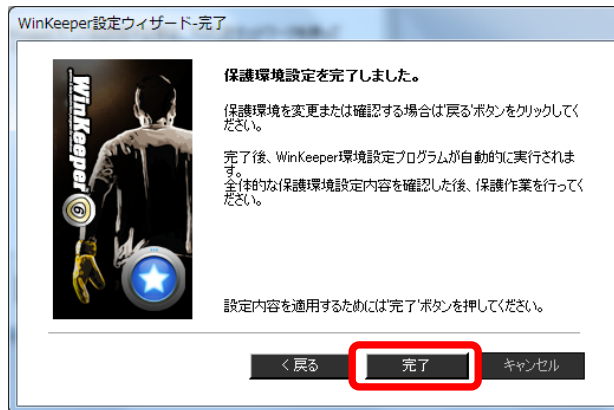 WinKeeper設定ウィザード-完了
WinKeeper
6
保護環境設定を完了しました。
保護環境を変更または確認する場合は'戻る'ボタンをクリックしてく
ださい。
完了後、WinKeeper環境設定プログラムが自動的に実行されま
す。
全体的な保護環境設定内容を確認した後、保護作業を行ってく
ださい。
設定内容を適用するためには'完了'ボタンを押してください。
< 戻る
完了
キャンセル